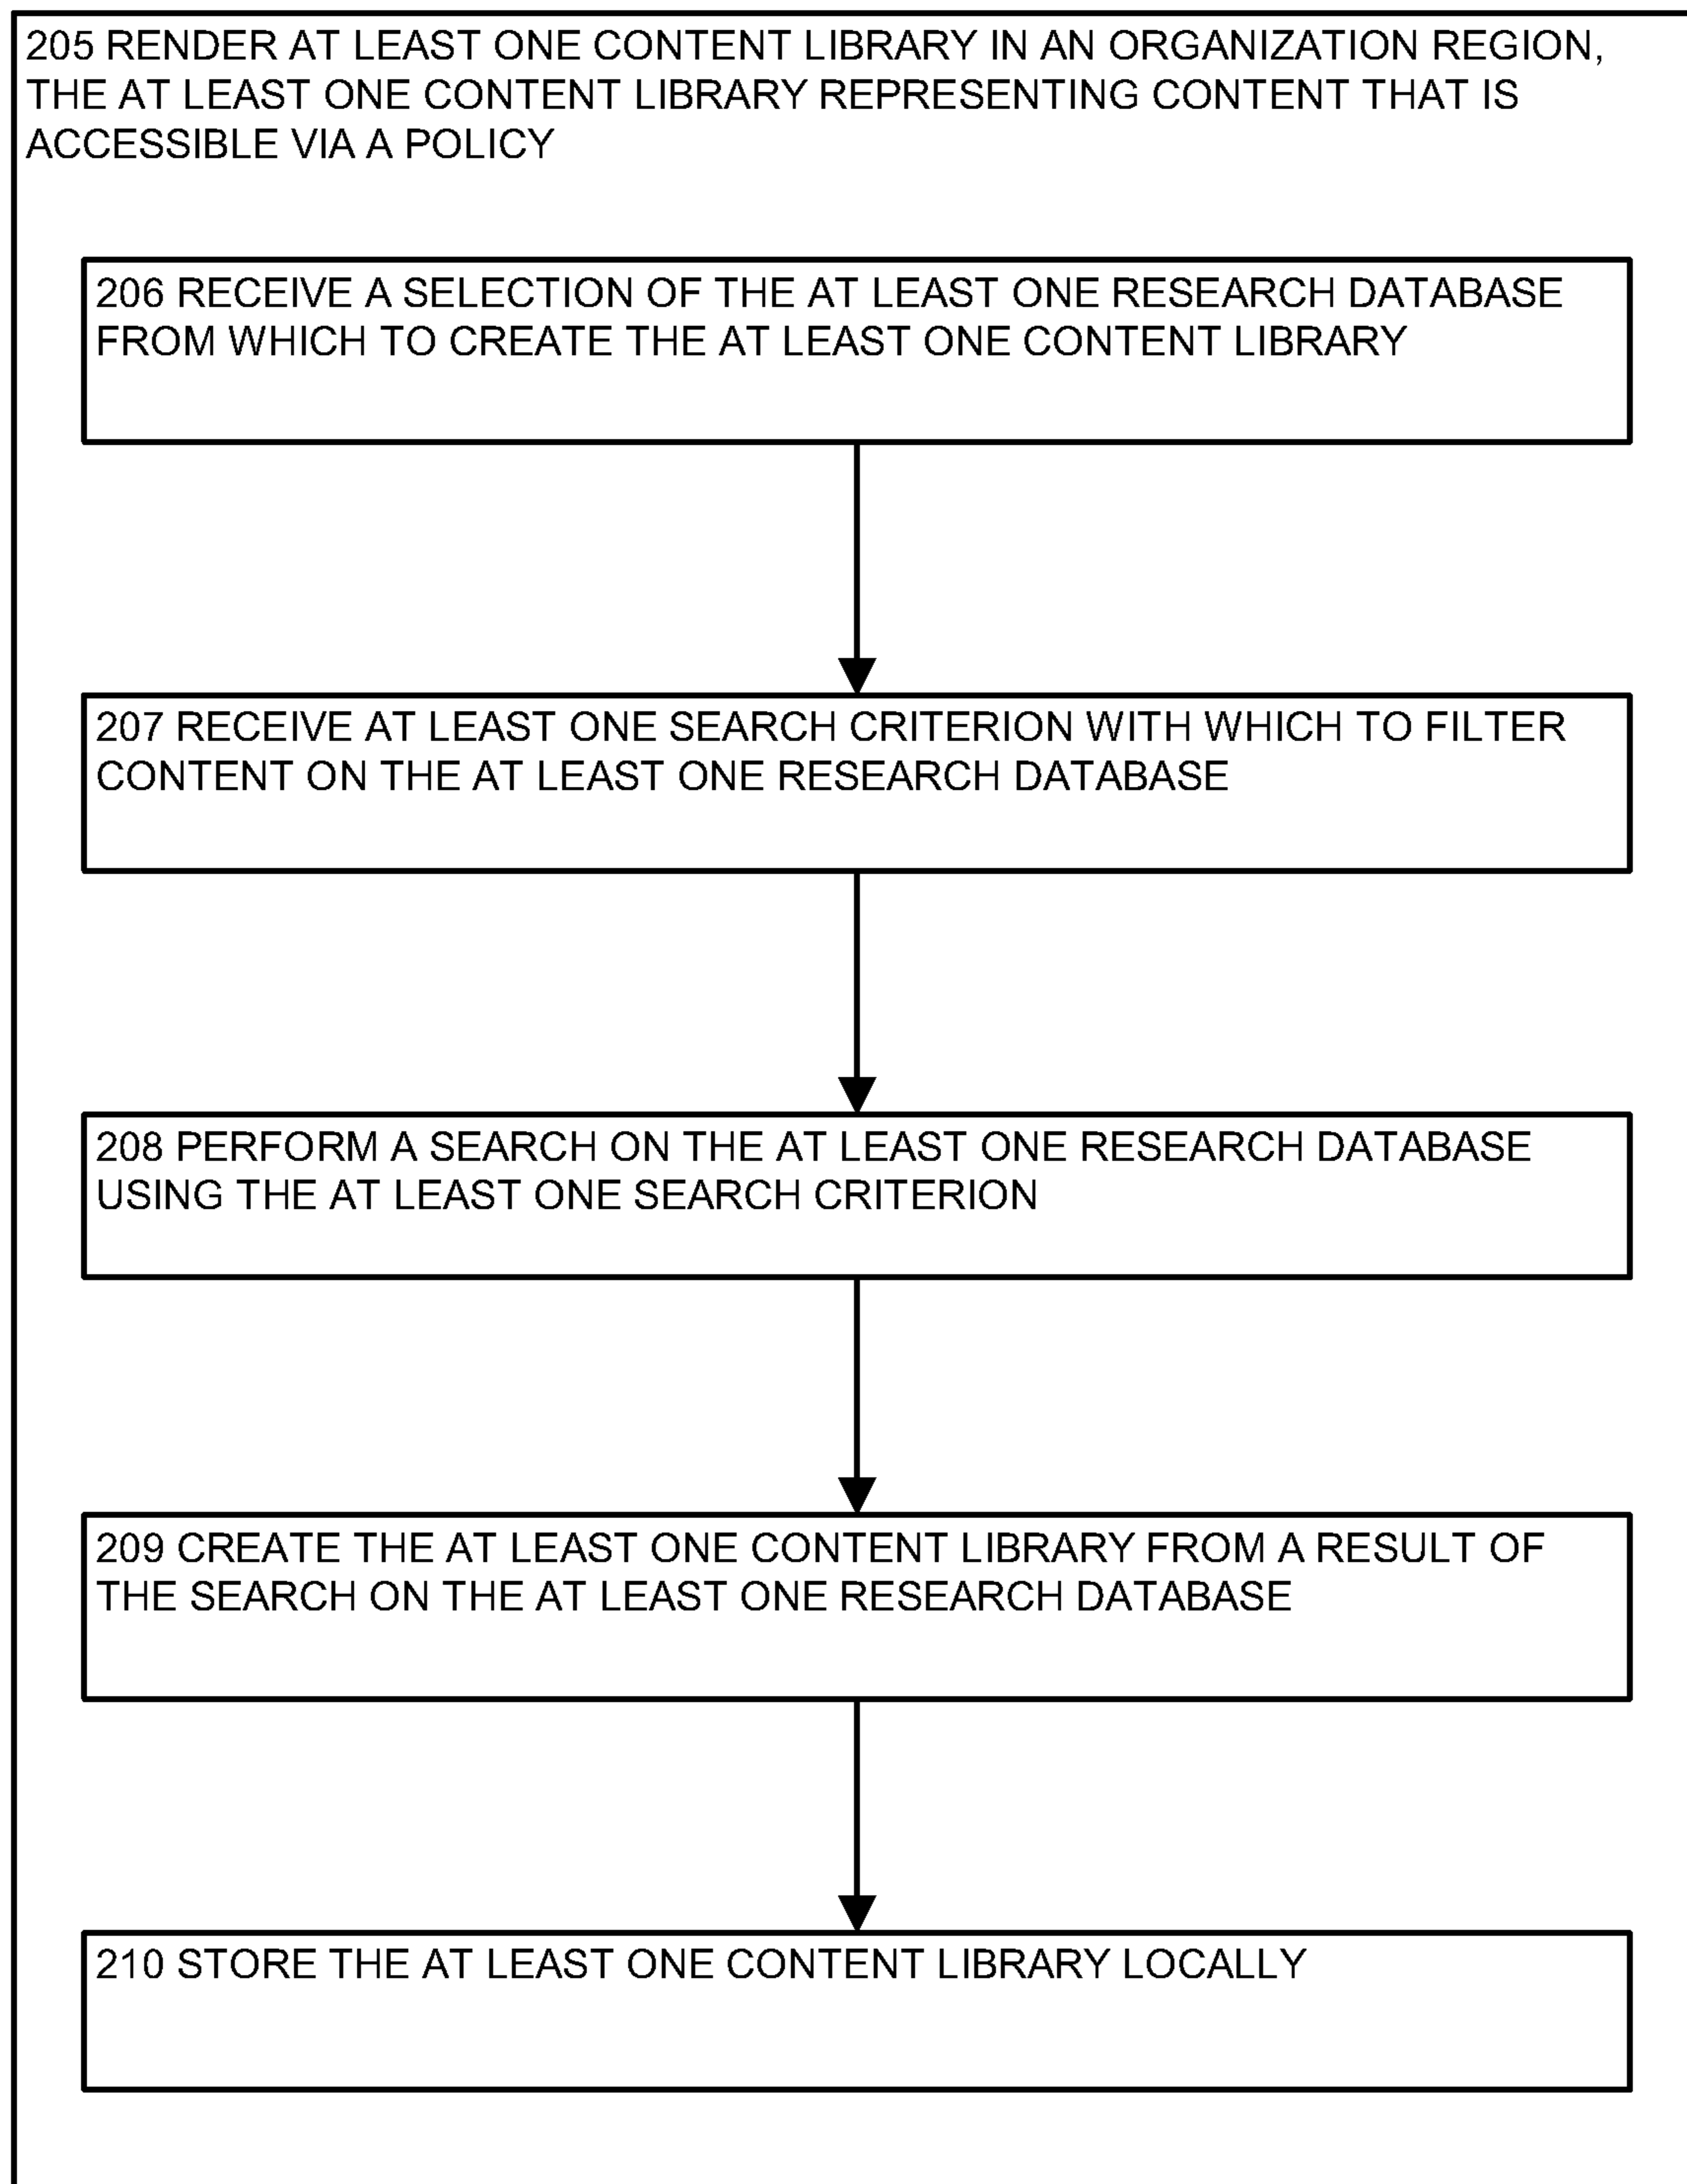 205 RENDER AT LEAST ONE CONTENT LIBRARY IN AN ORGANIZATION REGION,
THE AT LEAST ONE CONTENT LIBRARY REPRESENTING CONTENT THAT IS
ACCESSIBLE VIA A POLICY
206 RECEIVE A SELECTION OF THE AT LEAST ONE RESEARCH DATABASE
FROM WHICH TO CREATE THE AT LEAST ONE CONTENT LIBRARY
207 RECEIVE AT LEAST ONE SEARCH CRITERION WITH WHICH TO FILTER
CONTENT ON THE AT LEAST ONE RESEARCH DATABASE
208 PERFORM A SEARCH ON THE AT LEAST ONE RESEARCH DATABASE
USING THE AT LEAST ONE SEARCH CRITERION
209 CREATE THE AT LEAST ONE CONTENT LIBRARY FROM A RESULT OF
THE SEARCH ON THE AT LEAST ONE RESEARCH DATABASE
210 STORE THE AT LEAST ONE CONTENT LIBRARY LOCALLY